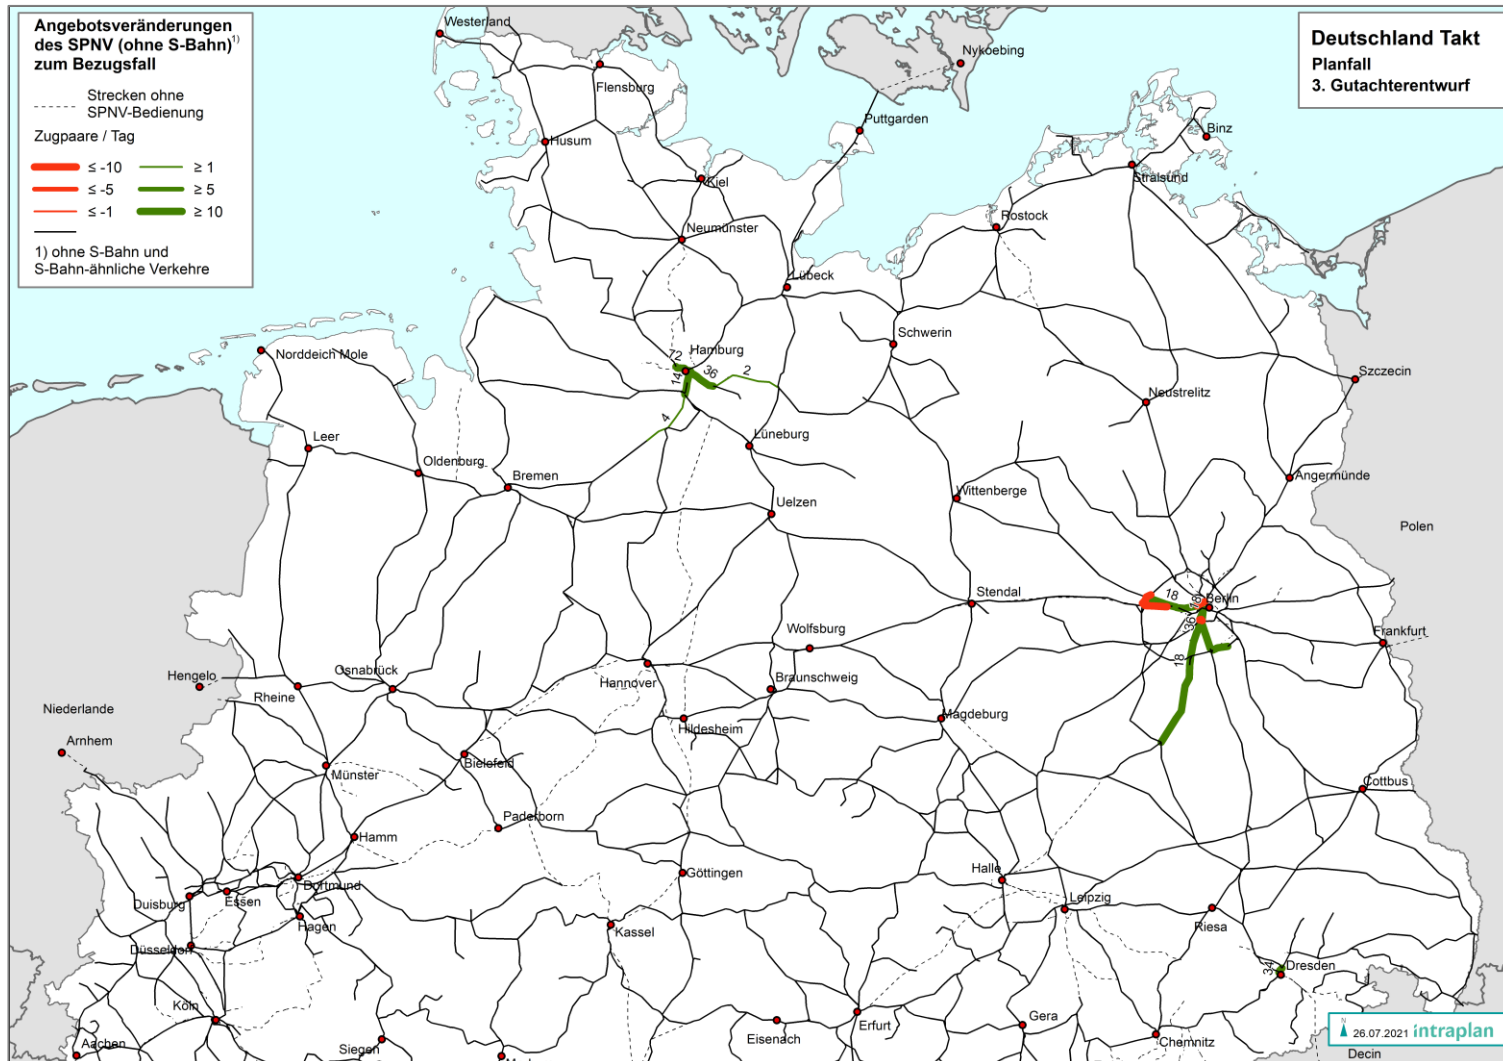 Angebotsveränderungen
des SPNV (ohne S-Bahn)1)
zum Bezugsfall
Strecken ohne
SPNV-Bedienung
Zugpaare / Tag
≤ -10
≥ 1
≤ -5
≥ 5
≤ -1
≥ 10
1) ohne S-Bahn und
S-Bahn-ähnliche Verkehre
Deutschland Takt
Planfall
3. Gutachterentwurf
Westerland
Flensburg
Nykoebing
Puttgarden
Husum
Binz
Kiel
Stralsund
Rostock
Neumünster
Lübeck
Schwerin
Norddeich Mole
Hamburg
72
36
2
14
4
Szczecin
Neustrelitz
Leer
Lüneburg
Oldenburg
Bremen
Angermünde
Wittenberge
Uelzen
Polen
Stendal
18
18
Berlin
36
18
Wolfsburg
Frankfurt
Osnabrück
Hengelo
Rheine
Hannover
Braunschweig
Niederlande
Magdeburg
Hildesheim
Arnhem
Bielefeld
Münster
Cottbus
Paderborn
Hamm
Göttingen
Halle
Dortmund
Essen
Duisburg
Leipzig
Hagen
Kassel
Riesa
Düsseldorf
34
Dresden
Köln
Erfurt
Gera
Eisenach
Chemnitz
Aachen
Siegen
N
26.07.2021 intraplan
Decin